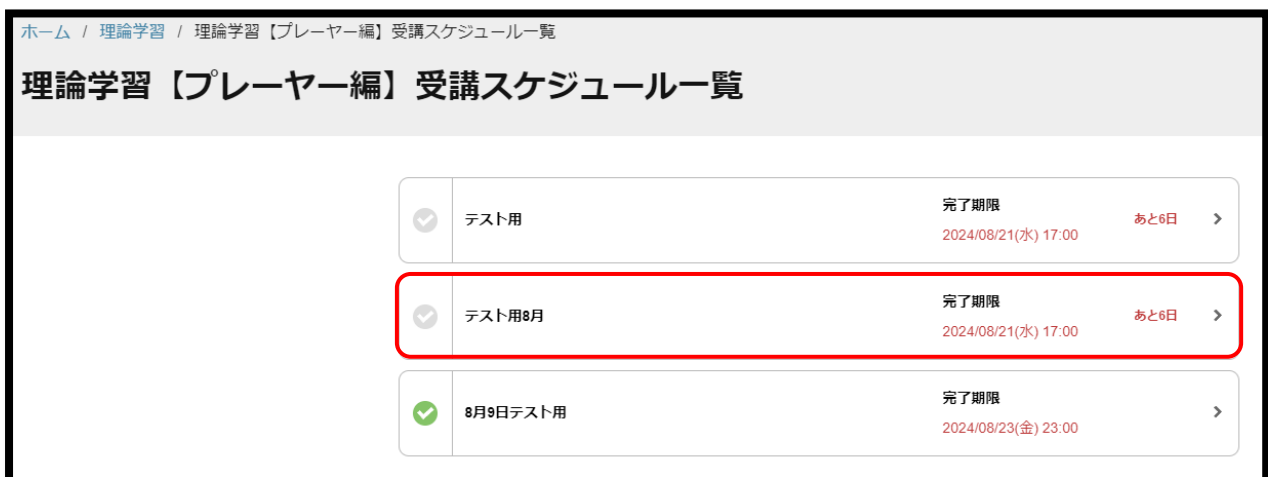 ホーム / 理論学習 / 理論学習【プレーヤー編】受講スケジュール一覧
理論学習【プレーヤー編】受講スケジュール一覧
テスト用
完了期限
2024/08/21(水) 17:00
あと6日
テスト用8月
完了期限
2024/08/21(水) 17:00
あと6日
8月9日テスト用
完了期限
2024/08/23(金) 23:00